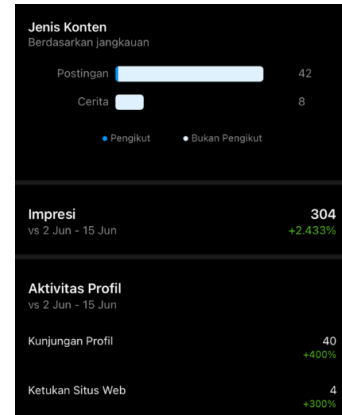 Jenis Konten
Berdasarkan jangkauan
Postingan 42
Cerita 8
Pengikut Bukan Pengikut
Impresi 304
vs 2 Jun - 15 Jun +2.433%
Aktivitas Profil
vs 2 Jun - 15 Jun
Kunjungan Profil 40
+400%
Ketukan Situs Web 4
+300%